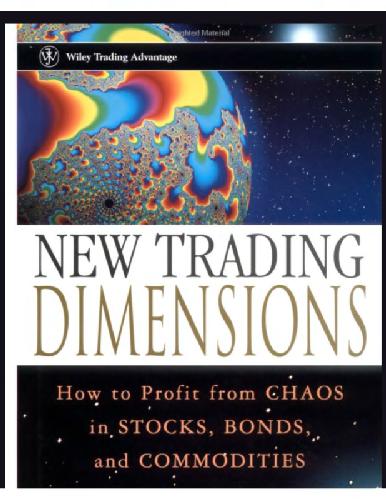 Copyrighted Material
Wiley Trading Advantage
NEW TRADING
DIMENSIONS
How to Profit from CHAOS
in STOCKS, BONDS,
and COMMODITIES